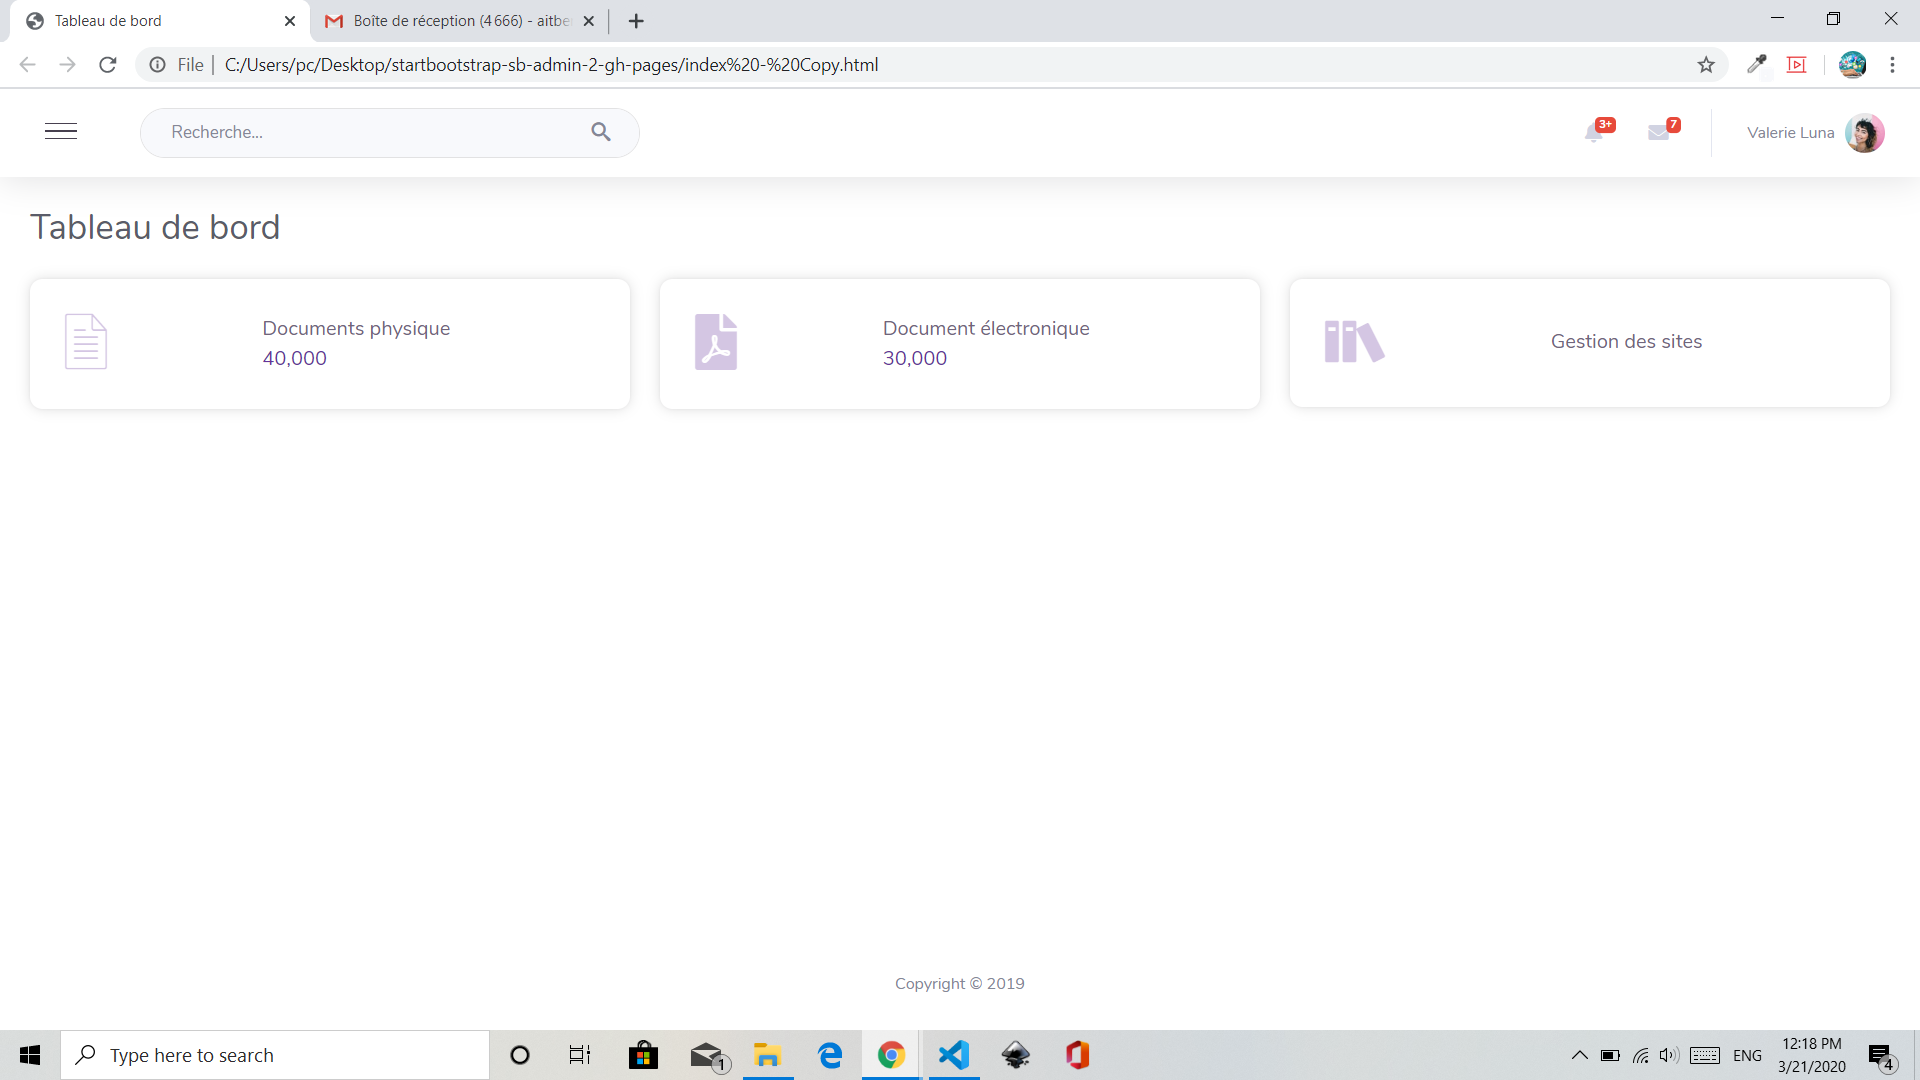 Tableau de bord
Boîte de réception (4 666) - aitbe
File
C:/Users/pc/Desktop/startbootstrap-sb-admin-2-gh-pages/index%20-%20Copy.html
Recherche...
3+
7
Valerie Luna
Tableau de bord
Documents physique
40,000
Document électronique
30,000
Gestion des sites
Copyright © 2019
Type here to search
1
ENG
12:18 PM
3/21/2020
4